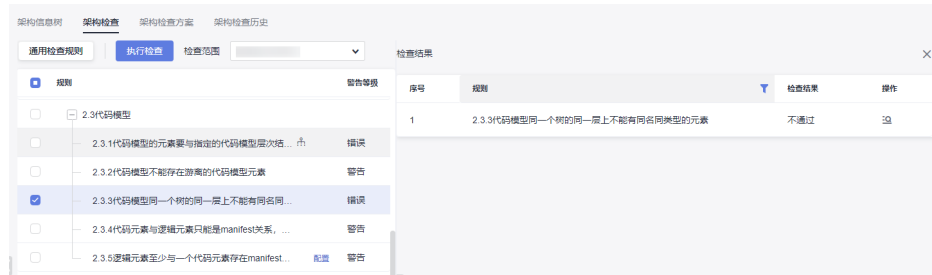 架构信息树 架构检查 架构检查方案 架构检查历史
通用检查规则 执行检查 检查范围
规则 警告等级
2.3代码模型
2.3.1代码模型的元素要与指定的代码模型层次结... 错误
2.3.2代码模型不能存在游离的代码模型元素 警告
2.3.3代码模型同一个树的同一层上不能有同名同... 错误
2.3.4代码元素与逻辑元素只能是manifest关系，... 警告
2.3.5逻辑元素至少与一个代码元素存在manifest... 配置 警告
检查结果
序号 规则 检查结果 操作
1 2.3.3代码模型同一个树的同一层上不能有同名同类型的元素 不通过